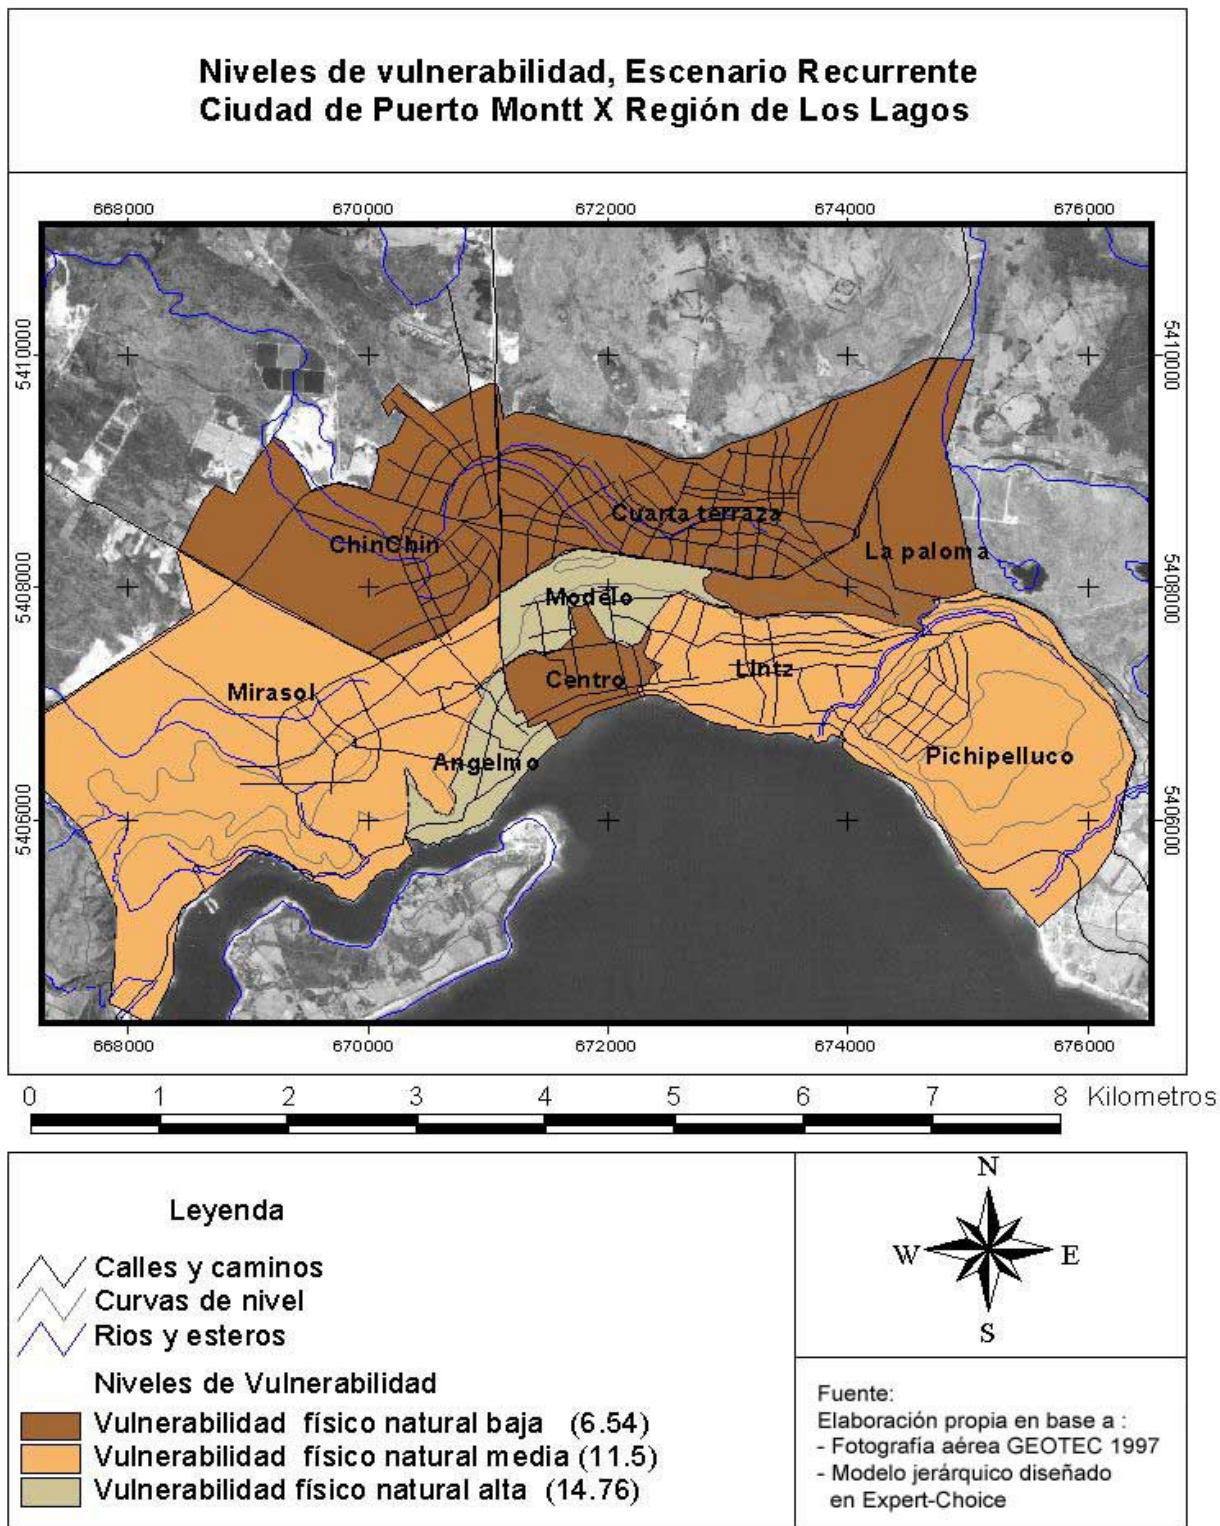 Niveles de vulnerabilidad, Escenario Recurrente
Ciudad de Puerto Montt X Región de Los Lagos
668000 670000 672000 674000 676000
5410000 5410000
Cuarta terraza
ChinChin La paloma
5408000 5408000
Modelo
Mirasol Centro Lintz
Angelmo Pichipelluco
5406000 5406000
668000 670000 672000 674000 676000
0 1 2 3 4 5 6 7 8 Kilometros
Leyenda
Calles y caminos
Curvas de nivel
Rios y esteros
Niveles de Vulnerabilidad
Vulnerabilidad físico natural baja (6.54)
Vulnerabilidad físico natural media (11.5)
Vulnerabilidad físico natural alta (14.76)
N
W E
S
Fuente:
Elaboración propia en base a :
- Fotografía aérea GEOTEC 1997
- Modelo jerárquico diseñado
en Expert-Choice